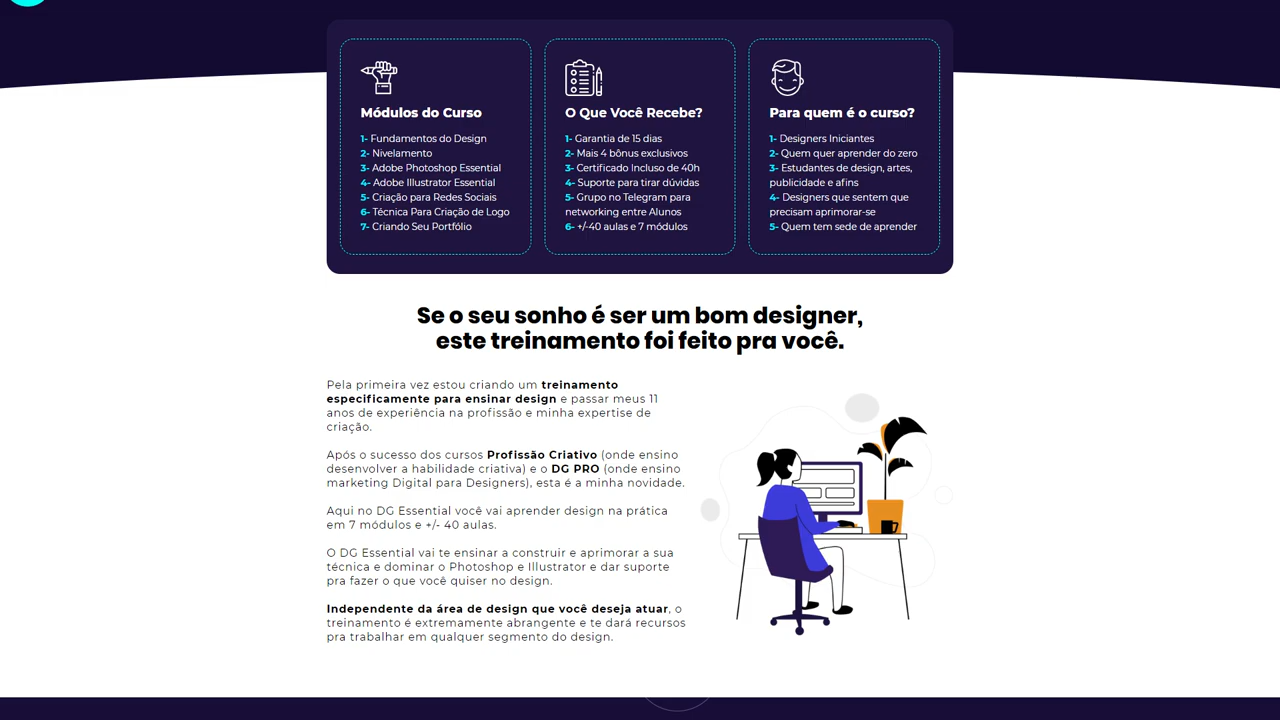 Módulos do Curso
1- Fundamentos do Design
2- Nivelamento
3- Adobe Photoshop Essential
4- Adobe Illustrator Essential
5- Criação para Redes Sociais
6- Técnica Para Criação de Logo
7- Criando Seu Portfólio
O Que Você Recebe?
1- Garantia de 15 dias
2- Mais 4 bônus exclusivos
3- Certificado Incluso de 40h
4- Suporte para tirar dúvidas
5- Grupo no Telegram para
networking entre Alunos
6- +/-40 aulas e 7 módulos
Para quem é o curso?
1- Designers Iniciantes
2- Quem quer aprender do zero
3- Estudantes de design, artes,
publicidade e afins
4- Designers que sentem que
precisam aprimorar-se
5- Quem tem sede de aprender
Se o seu sonho é ser um bom designer,
este treinamento foi feito pra você.
Pela primeira vez estou criando um treinamento
especificamente para ensinar design e passar meus 11
anos de experiência na profissão e minha expertise de
criação.
Após o sucesso dos cursos Profissão Criativo (onde ensino
desenvolver a habilidade criativa) e o DG PRO (onde ensino
marketing Digital para Designers), esta é a minha novidade.
Aqui no DG Essential você vai aprender design na prática
em 7 módulos e +/- 40 aulas.
O DG Essential vai te ensinar a construir e aprimorar a sua
técnica e dominar o Photoshop e Illustrator e dar suporte
pra fazer o que você quiser no design.
Independente da área de design que você deseja atuar, o
treinamento é extremamente abrangente e te dará recursos
pra trabalhar em qualquer segmento do design.